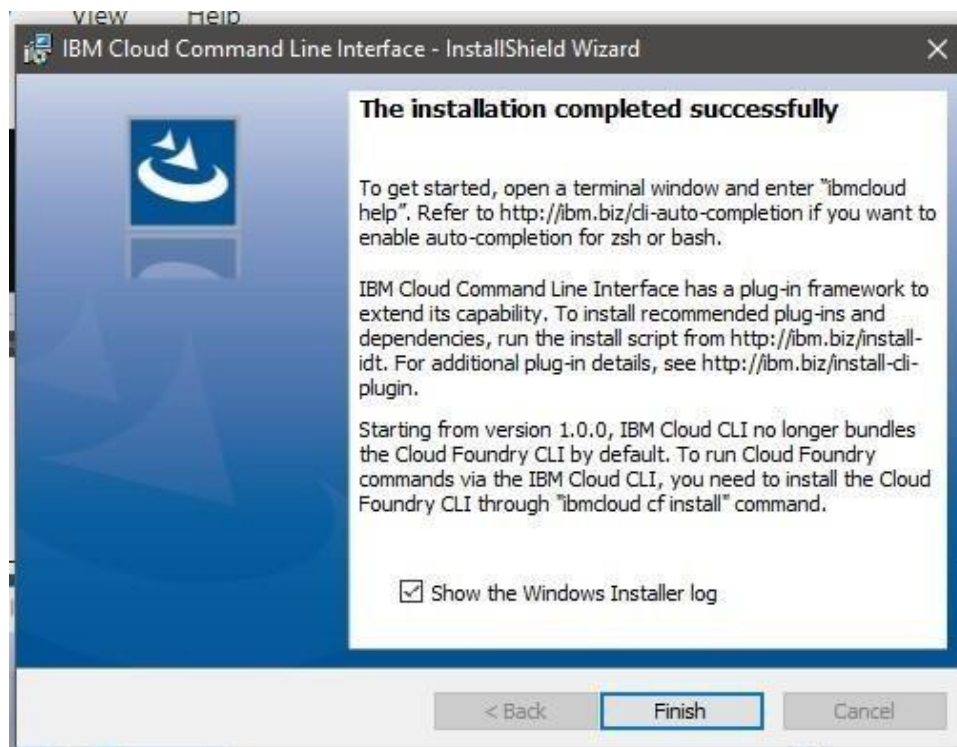 View Help
IBM Cloud Command Line Interface - InstallShield Wizard
The installation completed successfully
To get started, open a terminal window and enter "ibmcloud
help". Refer to http://ibm.biz/cli-auto-completion if you want to
enable auto-completion for zsh or bash.
IBM Cloud Command Line Interface has a plug-in framework to
extend its capability. To install recommended plug-ins and
dependencies, run the install script from http://ibm.biz/install-
idt. For additional plug-in details, see http://ibm.biz/install-cli-
plugin.
Starting from version 1.0.0, IBM Cloud CLI no longer bundles
the Cloud Foundry CLI by default. To run Cloud Foundry
commands via the IBM Cloud CLI, you need to install the Cloud
Foundry CLI through "ibmcloud cf install" command.
Show the Windows Installer log
< Back Finish Cancel